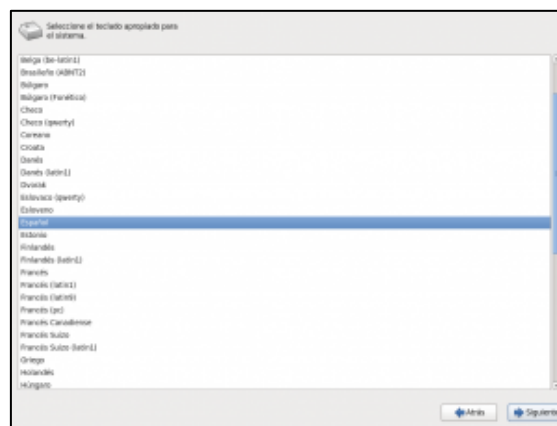 Seleccione el teclado apropiado para
el sistema.
Belga (be-latin1)
Brasileño (ABNT2)
Búlgaro
Búlgaro (Fonético)
Checo
Checo (qwerty)
Coreano
Croata
Danés
Danés (latin1)
Dvorak
Eslovaco (qwerty)
Esloveno
Español
Estonio
Finlandés
Finlandés (latin1)
Francés
Francés (latin1)
Francés (latin9)
Francés (pc)
Francés Canadiense
Francés Suizo
Francés Suizo (latin1)
Griego
Holandés
Húngaro
Atrás
Siguiente